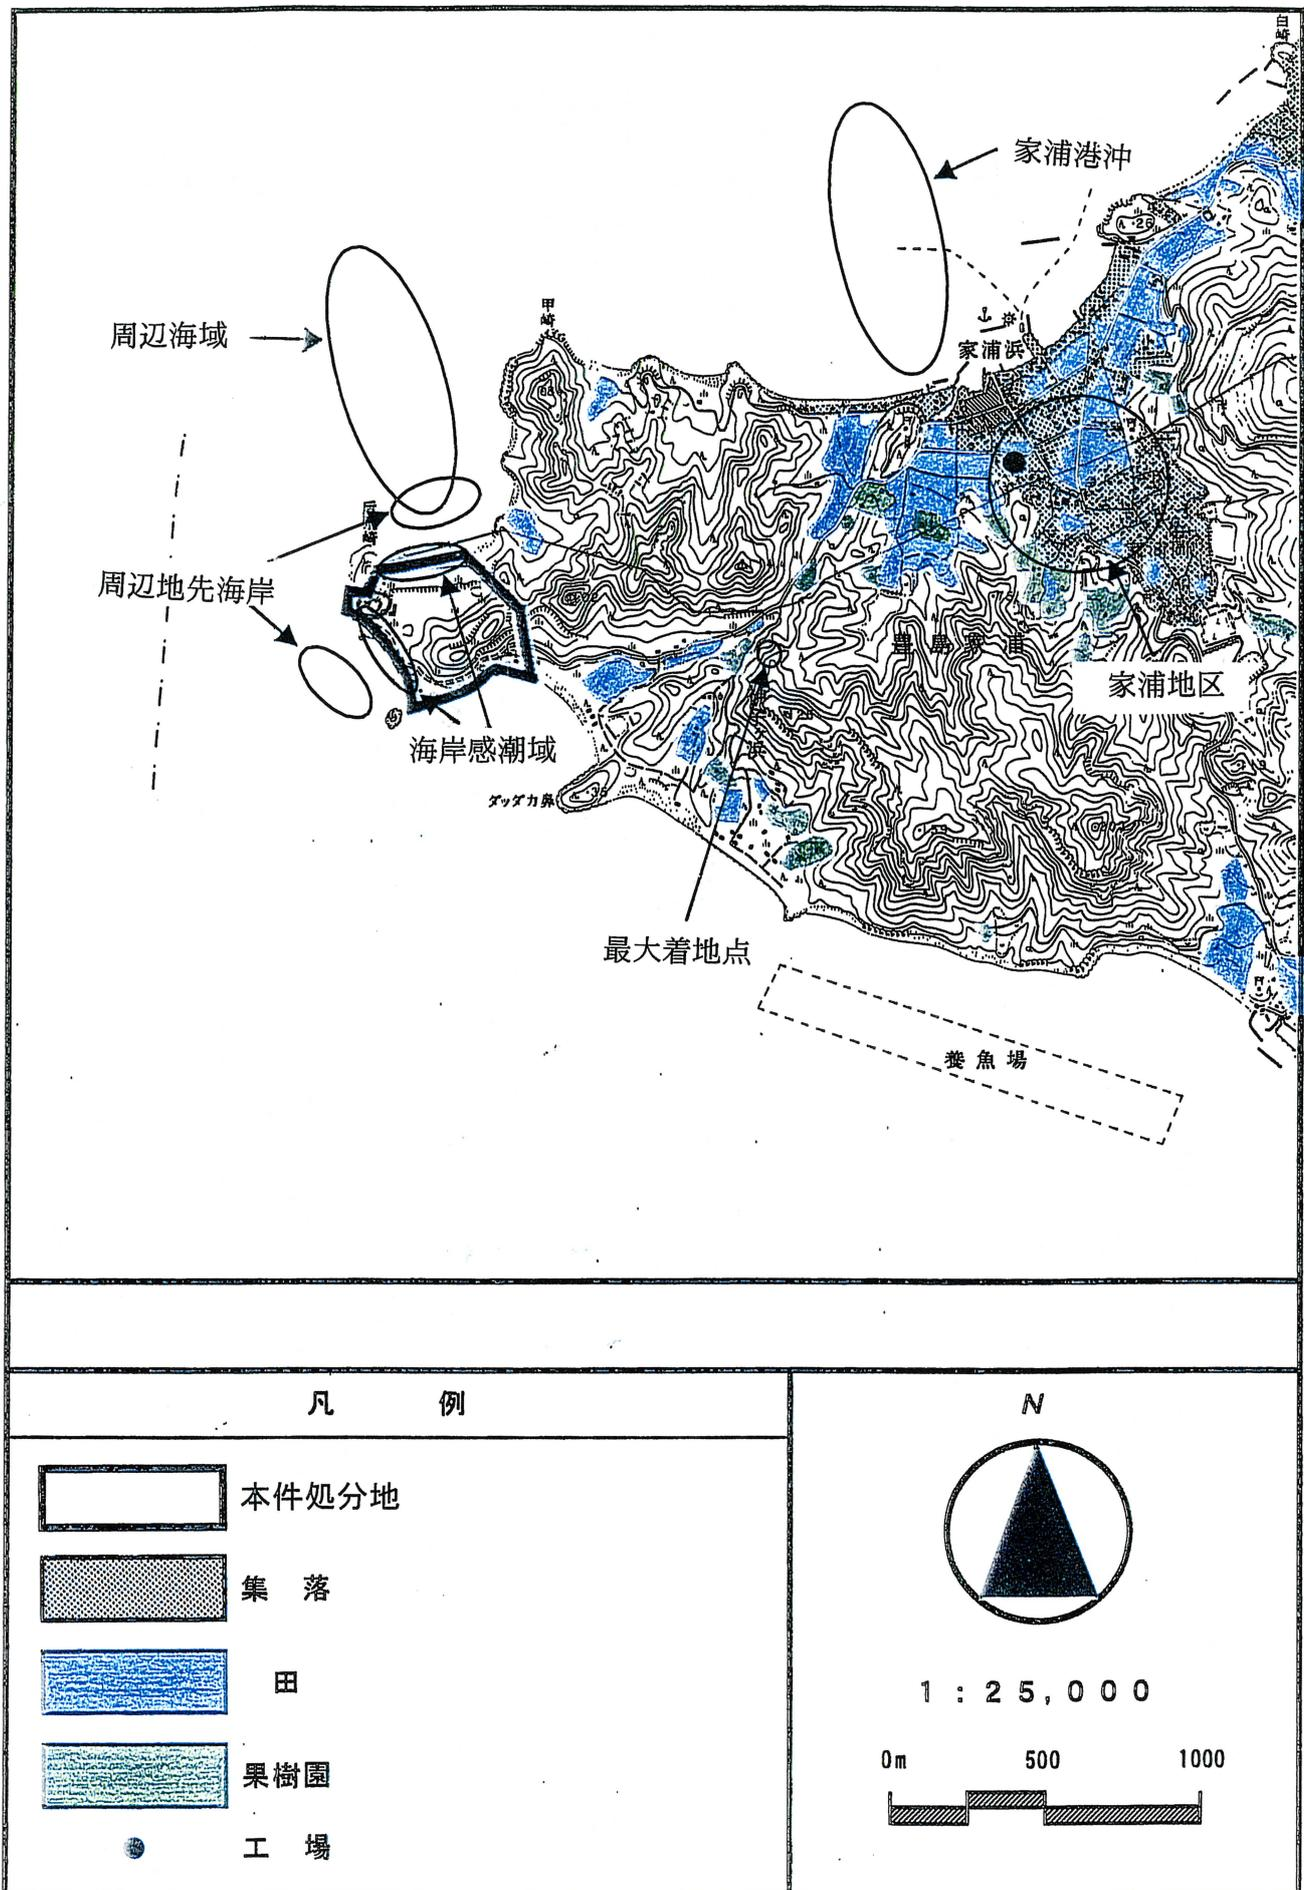 白崎
家浦港沖
周辺海域
甲崎
家浦浜
周辺地先海岸
豊島家浦
家浦地区
海岸感潮域
ダッダカ鼻
最大着地点
養魚場
凡 例
本件処分地
集 落
田
果樹園
工 場
N
1:25,000
0m 500 1000